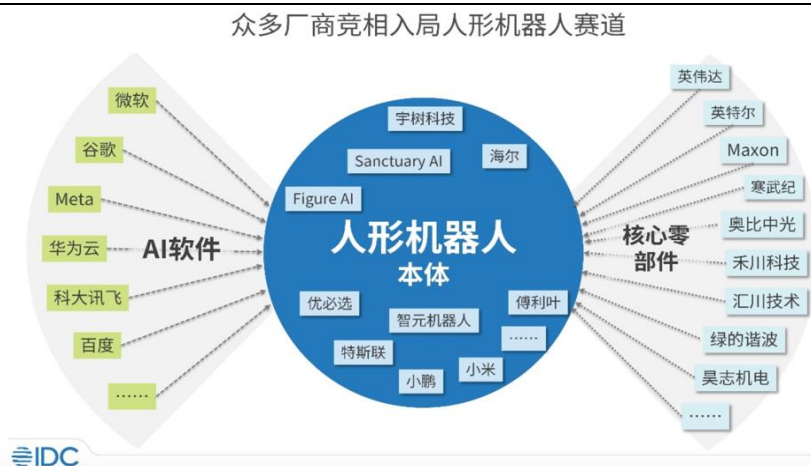 众多厂商竞相入局人形机器人赛道
微软
谷歌
Meta
华为云
科大讯飞
百度
……
AI软件
宇树科技
Sanctuary AI
海尔
Figure AI
人形机器人
本体
优必选
智元机器人
傅利叶
……
特斯联
小鹏
小米
核心零
部件
英伟达
英特尔
Maxon
寒武纪
奥比中光
禾川科技
汇川技术
绿的谐波
昊志机电
……
IDC